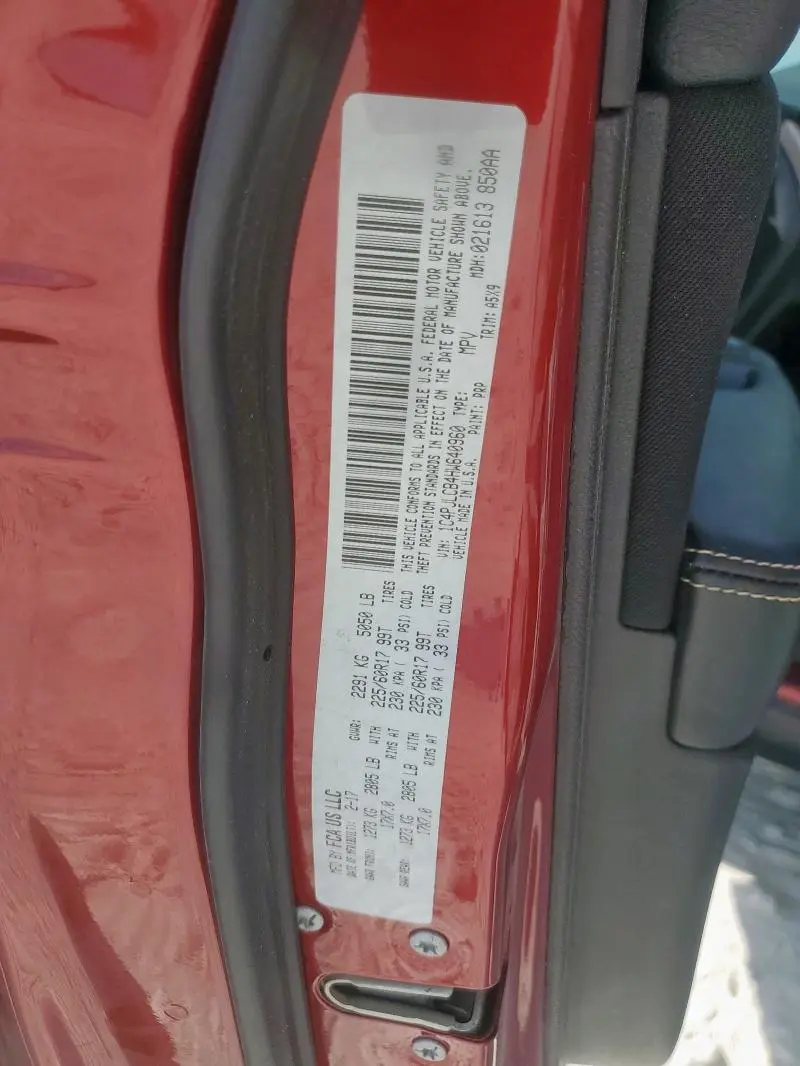 MFD BY FCA US LLC
DATE OF MFR(BUILT): 2-17 GVWR: 2291 KG 5050 LB
GAWR FRONT: 1273 KG 2805 LB WITH 225/60R17 99T TIRES
17X7.0 RIMS AT 230 KPA ( 33 PSI) COLD
GAWR REAR: 1273 KG 2805 LB WITH 225/60R17 99T TIRES
17X7.0 RIMS AT 230 KPA ( 33 PSI) COLD
THIS VEHICLE CONFORMS TO ALL APPLICABLE U.S.A. FEDERAL MOTOR VEHICLE SAFETY AND
THEFT PREVENTION STANDARDS IN EFFECT ON THE DATE OF MANUFACTURE SHOWN ABOVE.
VIN: 1C4PJLCB4HW640960 TYPE: MPV MDH:021613 850AA
VEHICLE MADE IN U.S.A. PAINT: PRP TRIM: A5X9